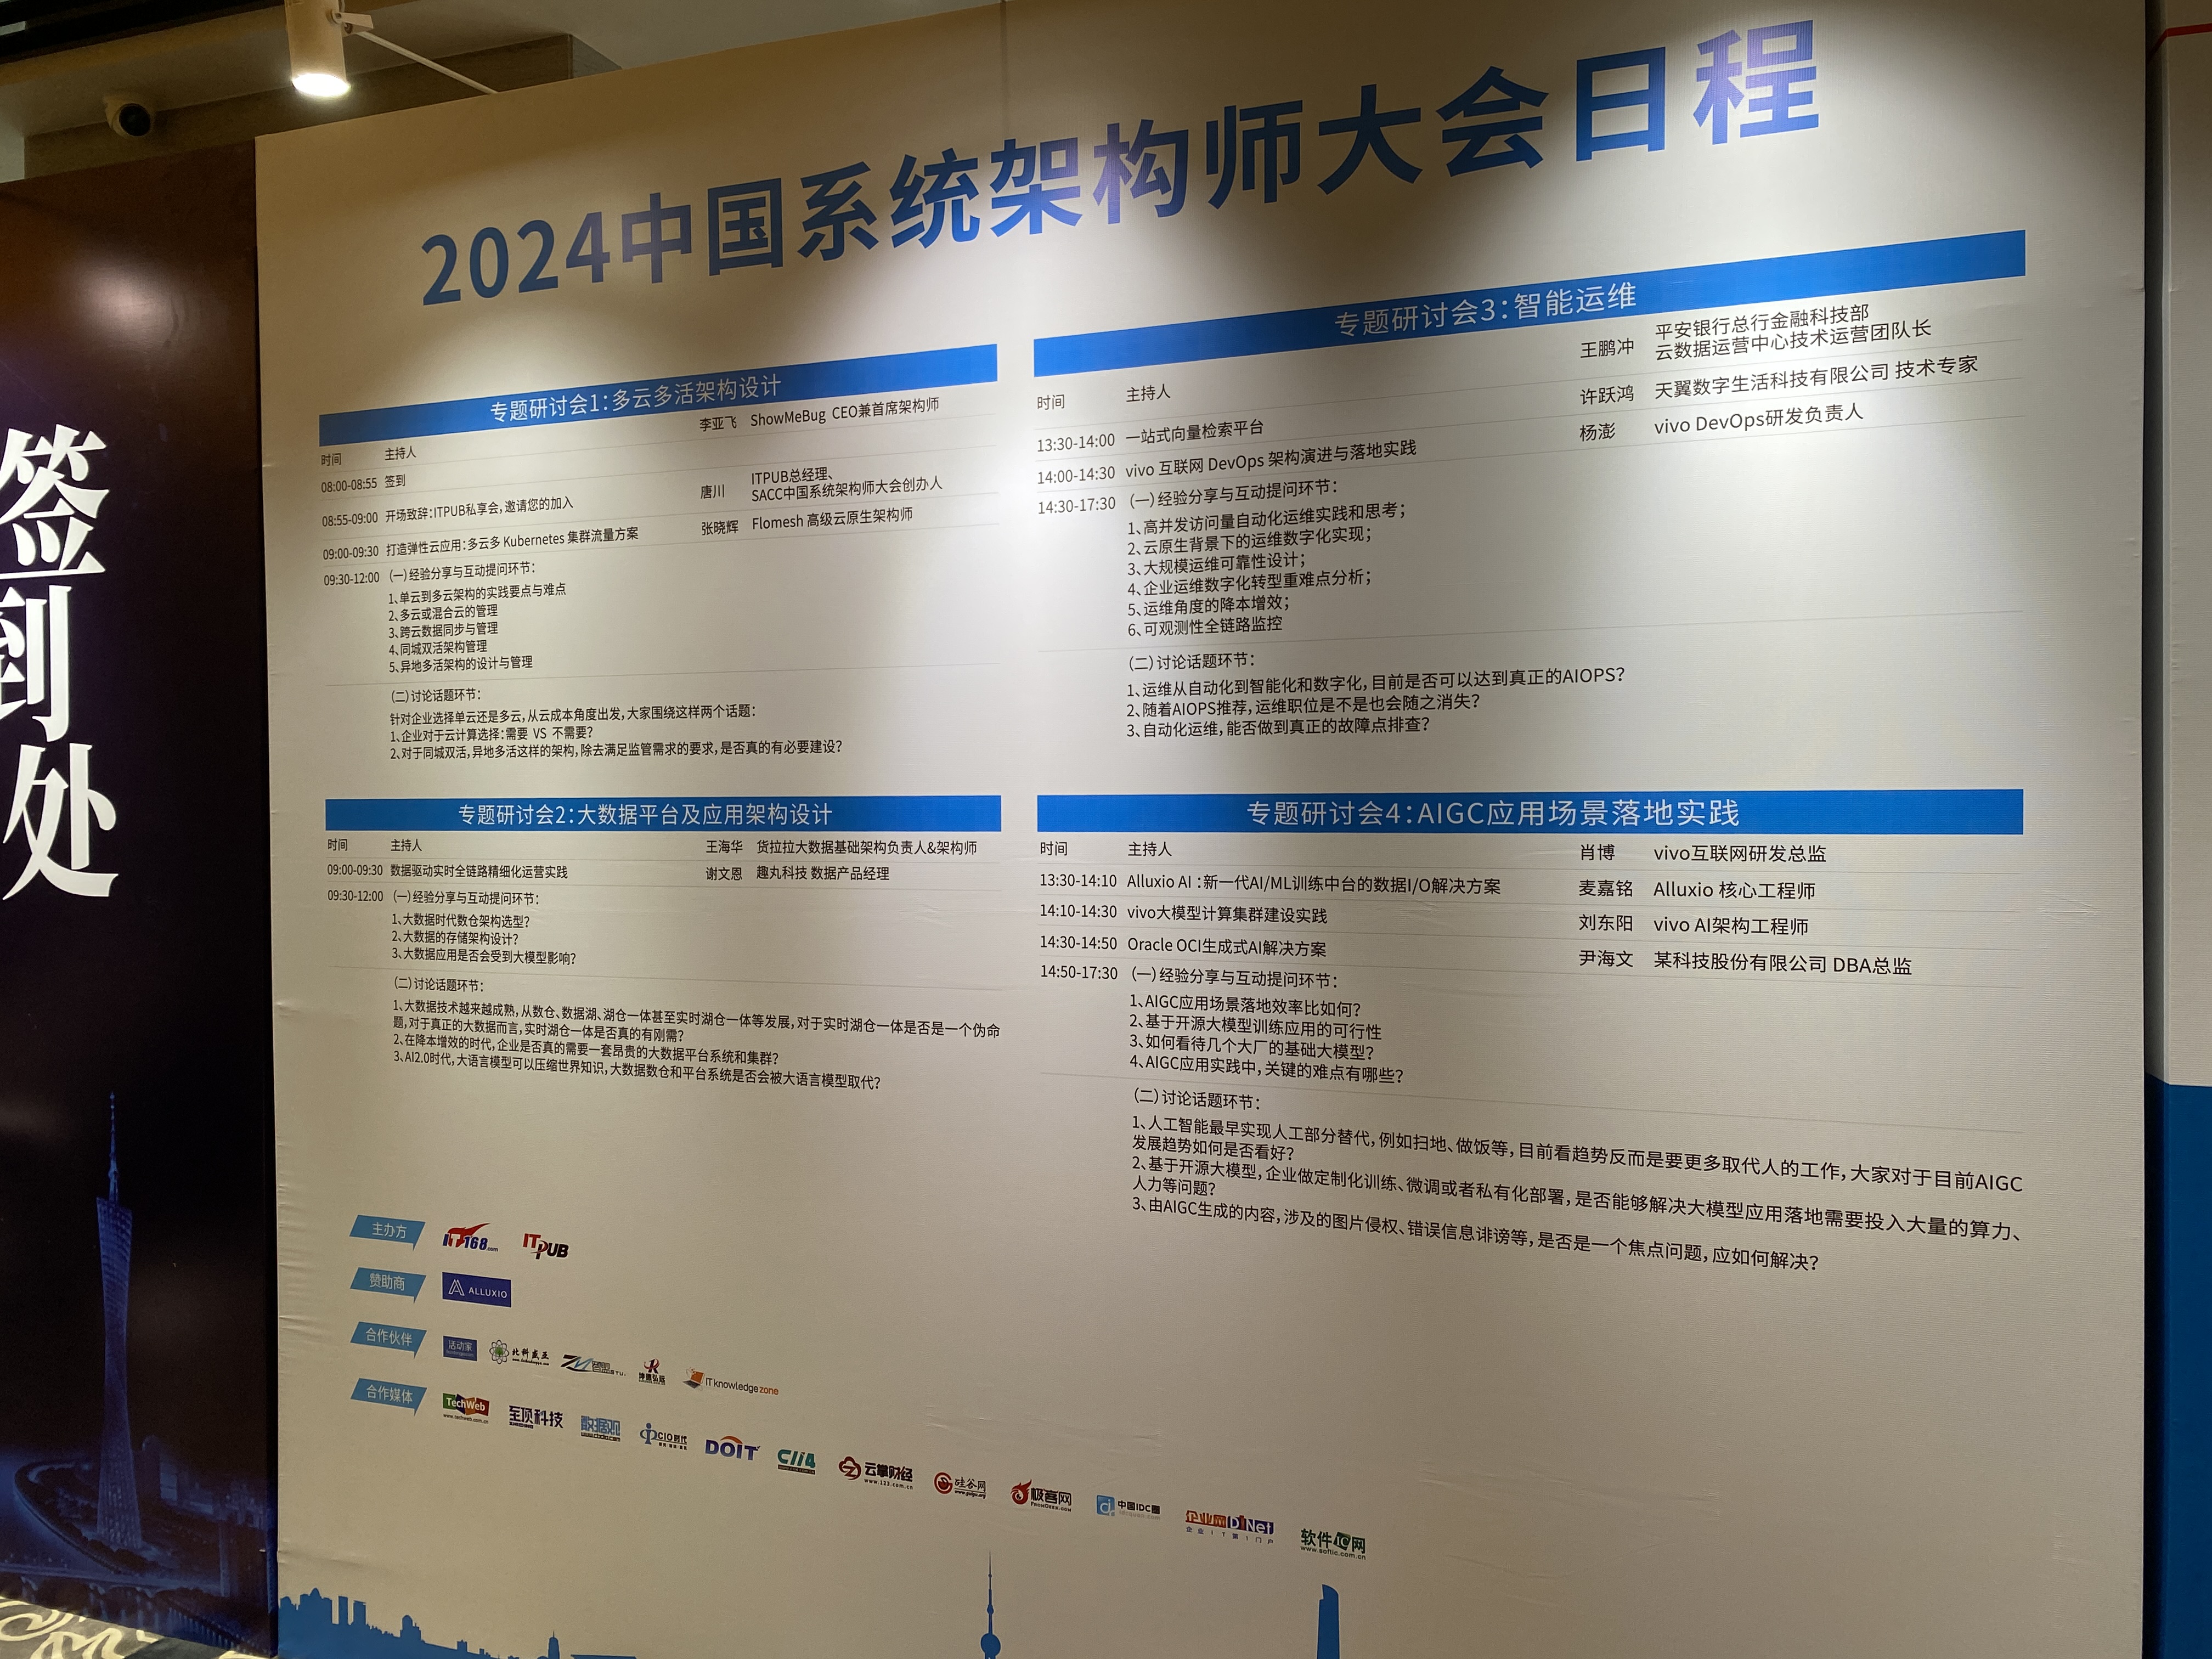 签到处
2024中国系统架构师大会日程
专题研讨会1：多云多活架构设计
时间 主持人 李亚飞 ShowMeBug CEO兼首席架构师
08:00-08:55 签到
08:55-09:00 开场致辞：ITPUB私享会，邀请您的加入 唐川 ITPUB总经理、
SACC中国系统架构师大会创办人
09:00-09:30 打造弹性云应用：多云多 Kubernetes 集群流量方案 张晓辉 Flomesh 高级云原生架构师
09:30-12:00 （一）经验分享与互动提问环节：
1、单云到多云架构的实践要点与难点
2、多云或混合云的管理
3、跨云数据同步与管理
4、同城双活架构管理
5、异地多活架构的设计与管理
（二）讨论话题环节：
针对企业选择单云还是多云，从云成本角度出发，大家围绕这样两个话题：
1、企业对于云计算选择：需要 VS 不需要？
2、对于同城双活，异地多活这样的架构，除去满足监管需求的要求，是否真的有必要建设？
专题研讨会2：大数据平台及应用架构设计
时间 主持人 王海华 货拉拉大数据基础架构负责人&架构师
09:00-09:30 数据驱动实时全链路精细化运营实践 谢文恩 趣丸科技 数据产品经理
09:30-12:00 （一）经验分享与互动提问环节：
1、大数据时代数仓架构选型？
2、大数据的存储架构设计？
3、大数据应用是否会受到大模型影响？
（二）讨论话题环节：
1、大数据技术越来越成熟，从数仓、数据湖、湖仓一体甚至实时湖仓一体等发展，对于实时湖仓一体是否是一个伪命
题，对于真正的大数据而言，实时湖仓一体是否真的有刚需？
2、在降本增效的时代，企业是否真的需要一套昂贵的大数据平台系统和集群？
3、AI2.0时代，大语言模型可以压缩世界知识，大数据数仓和平台系统是否会被大语言模型取代？
专题研讨会3：智能运维
时间 主持人 王鹏冲 平安银行总行金融科技部
云数据运营中心技术运营团队长
13:30-14:00 一站式向量检索平台 许跃鸿 天翼数字生活科技有限公司 技术专家
14:00-14:30 vivo 互联网 DevOps 架构演进与落地实践 杨澎 vivo DevOps研发负责人
14:30-17:30 （一）经验分享与互动提问环节：
1、高并发访问量自动化运维实践和思考；
2、云原生背景下的运维数字化实现；
3、大规模运维可靠性设计；
4、企业运维数字化转型重难点分析；
5、运维角度的降本增效；
6、可观测性全链路监控
（二）讨论话题环节：
1、运维从自动化到智能化和数字化，目前是否可以达到真正的AIOPS？
2、随着AIOPS推荐，运维职位是不是也会随之消失？
3、自动化运维，能否做到真正的故障点排查？
专题研讨会4：AIGC应用场景落地实践
时间 主持人 肖博 vivo互联网研发总监
13:30-14:10 Alluxio AI：新一代AI/ML训练中台的数据I/O解决方案 麦嘉铭 Alluxio 核心工程师
14:10-14:30 vivo大模型计算集群建设实践 刘东阳 vivo AI架构工程师
14:30-14:50 Oracle OCI生成式AI解决方案 尹海文 某科技股份有限公司 DBA总监
14:50-17:30 （一）经验分享与互动提问环节：
1、AIGC应用场景落地效率比如何？
2、基于开源大模型训练应用的可行性
3、如何看待几个大厂的基础大模型？
4、AIGC应用实践中，关键的难点有哪些？
（二）讨论话题环节：
1、人工智能最早实现人工部分替代，例如扫地、做饭等，目前看趋势反而是要更多取代人的工作，大家对于目前AIGC
发展趋势如何是否看好？
2、基于开源大模型，企业做定制化训练、微调或者私有化部署，是否能够解决大模型应用落地需要投入大量的算力、
人力等问题？
3、由AIGC生成的内容，涉及的图片侵权、错误信息诽谤等，是否是一个焦点问题，应如何解决？
主办方 IT168.com ITPUB
赞助商 ALLUXIO
合作伙伴 活动家 北科威亚 坤腾弘辰 ITknowledgezone
合作媒体 TechWeb www.techweb.com.cn 至顶科技 数据观 CIO时代 DOIT C114 云掌财经 www.123.com.cn 硅谷网 极客网 中国IDC圈 企业网D1Net 企业IT第1门户 软件IC网 www.softic.com.cn